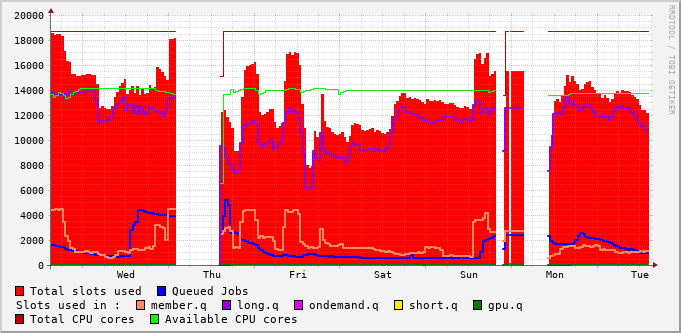 20000
18000
16000
14000
12000
10000
8000
6000
4000
2000
0
Wed Thu Fri Sat Sun Mon Tue
RRDTOOL / TOBI OETIKER
Total slots used Queued Jobs
Slots used in : member.q long.q ondemand.q short.q gpu.q
Total CPU cores Available CPU cores